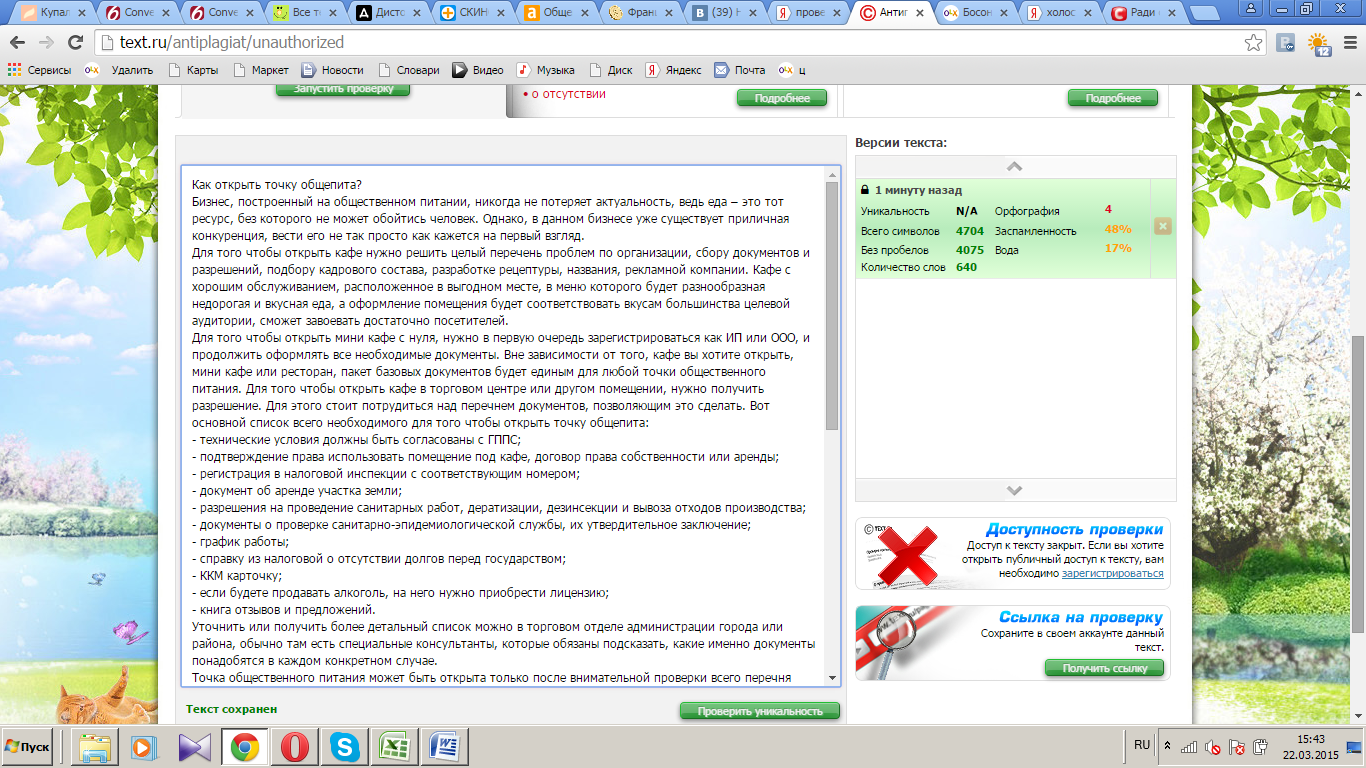 Купал
Conve
Conve
Все т
Дисто
СКИН
Обще
Фран
(39) Н
прове
Антип
Босон
холос
Ради
text.ru/antiplagiat/unauthorized
12
Сервисы
Удалить
Карты
Маркет
Новости
Словари
Видео
Музыка
Диск
Яндекс
Почта
ц
Запустить проверку
• о отсутствии
Подробнее
Подробнее
Как открыть точку общепита?
Бизнес, построенный на общественном питании, никогда не потеряет актуальность, ведь еда – это тот
ресурс, без которого не может обойтись человек. Однако, в данном бизнесе уже существует приличная
конкуренция, вести его не так просто как кажется на первый взгляд.
Для того чтобы открыть кафе нужно решить целый перечень проблем по организации, сбору документов и
разрешений, подбору кадрового состава, разработке рецептуры, названия, рекламной компании. Кафе с
хорошим обслуживанием, расположенное в выгодном месте, в меню которого будет разнообразная
недорогая и вкусная еда, а оформление помещения будет соответствовать вкусам большинства целевой
аудитории, сможет завоевать достаточно посетителей.
Для того чтобы открыть мини кафе с нуля, нужно в первую очередь зарегистрироваться как ИП или ООО, и
продолжить оформлять все необходимые документы. Вне зависимости от того, кафе вы хотите открыть,
мини кафе или ресторан, пакет базовых документов будет единым для любой точки общественного
питания. Для того чтобы открыть кафе в торговом центре или другом помещении, нужно получить
разрешение. Для этого стоит потрудиться над перечнем документов, позволяющим это сделать. Вот
основной список всего необходимого для того чтобы открыть точку общепита:
- технические условия должны быть согласованы с ГППС;
- подтверждение права использовать помещение под кафе, договор права собственности или аренды;
- регистрация в налоговой инспекции с соответствующим номером;
- документ об аренде участка земли;
- разрешения на проведение санитарных работ, дератизации, дезинсекции и вывоза отходов производства;
- документы о проверке санитарно-эпидемиологической службы, их утвердительное заключение;
- график работы;
- справку из налоговой о отсутствии долгов перед государством;
- ККМ карточку;
- если будете продавать алкоголь, на него нужно приобрести лицензию;
- книга отзывов и предложений.
Уточнить или получить более детальный список можно в торговом отделе администрации города или
района, обычно там есть специальные консультанты, которые обязаны подсказать, какие именно документы
понадобятся в каждом конкретном случае.
Точка общественного питания может быть открыта только после внимательной проверки всего перечня
Текст сохранен
Проверить уникальность
Версии текста:
1 минуту назад
Уникальность N/A Орфография 4
Всего символов 4704 Заспамленность 48%
Без пробелов 4075 Вода 17%
Количество слов 640
Доступность проверки
Доступ к тексту закрыт. Если вы хотите
открыть публичный доступ к тексту, вам
необходимо зарегистрироваться
Ссылка на проверку
Сохраните в своем аккаунте данный
текст.
Получить ссылку
Пуск
RU
15:43
22.03.2015